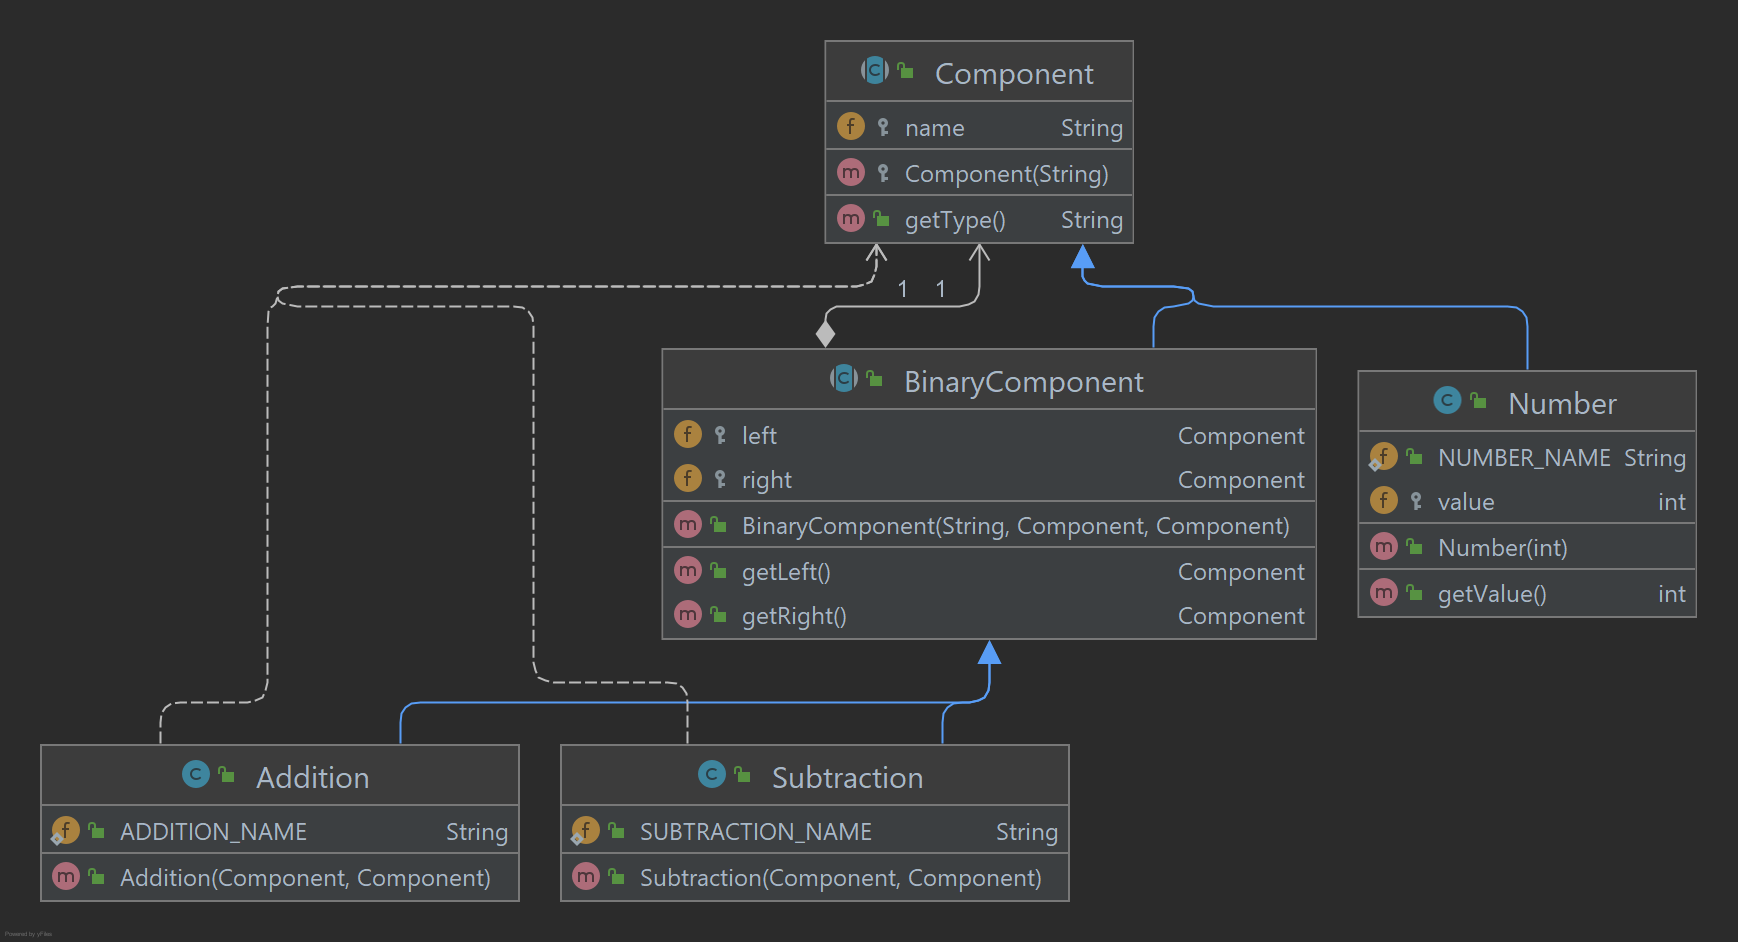 Component
name String
Component(String)
getType() String
1 1
BinaryComponent
left Component
right Component
BinaryComponent(String, Component, Component)
getLeft() Component
getRight() Component
Number
NUMBER_NAME String
value int
Number(int)
getValue() int
Addition
ADDITION_NAME String
Addition(Component, Component)
Subtraction
SUBTRACTION_NAME String
Subtraction(Component, Component)
Powered by yFiles